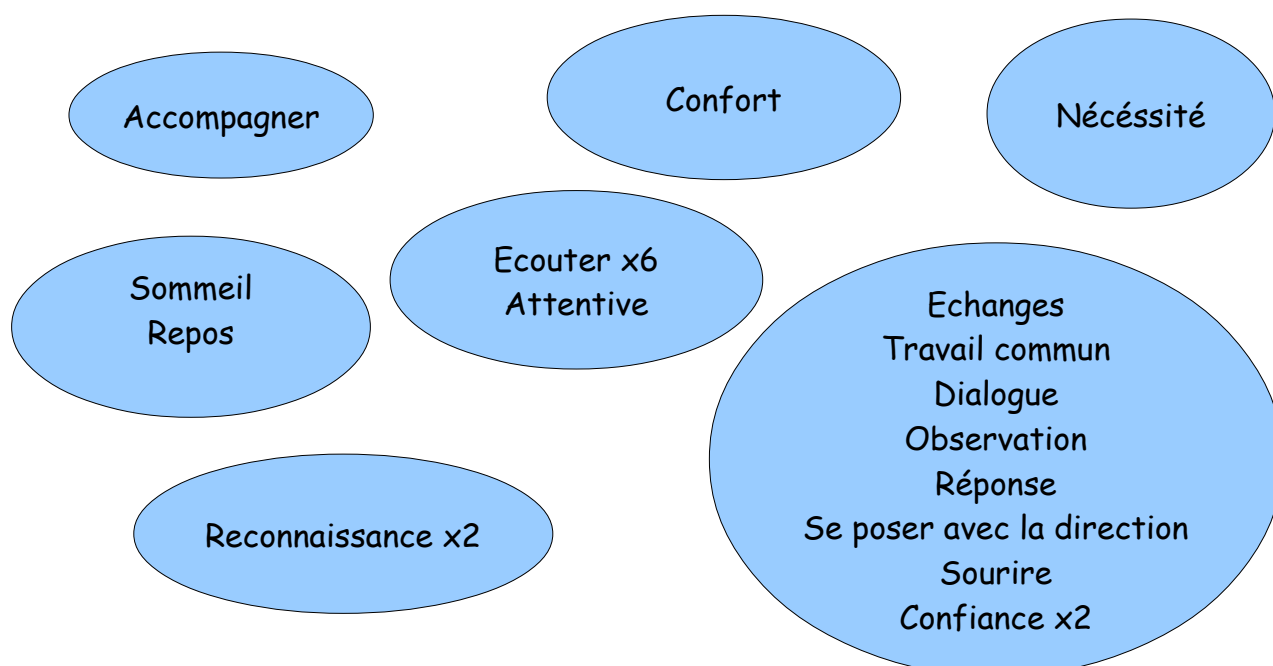 Accompagner
Confort
Nécéssité
Sommeil
Repos
Ecouter x6
Attentive
Echanges
Travail commun
Dialogue
Observation
Réponse
Se poser avec la direction
Sourire
Confiance x2
Reconnaissance x2